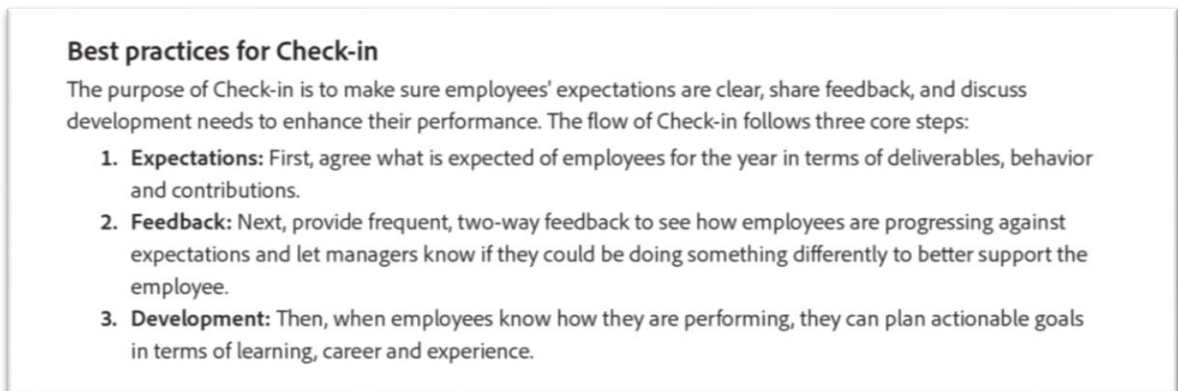 Best practices for Check-in
The purpose of Check-in is to make sure employees' expectations are clear, share feedback, and discuss
development needs to enhance their performance. The flow of Check-in follows three core steps:
1. Expectations: First, agree what is expected of employees for the year in terms of deliverables, behavior
and contributions.
2. Feedback: Next, provide frequent, two-way feedback to see how employees are progressing against
expectations and let managers know if they could be doing something differently to better support the
employee.
3. Development: Then, when employees know how they are performing, they can plan actionable goals
in terms of learning, career and experience.